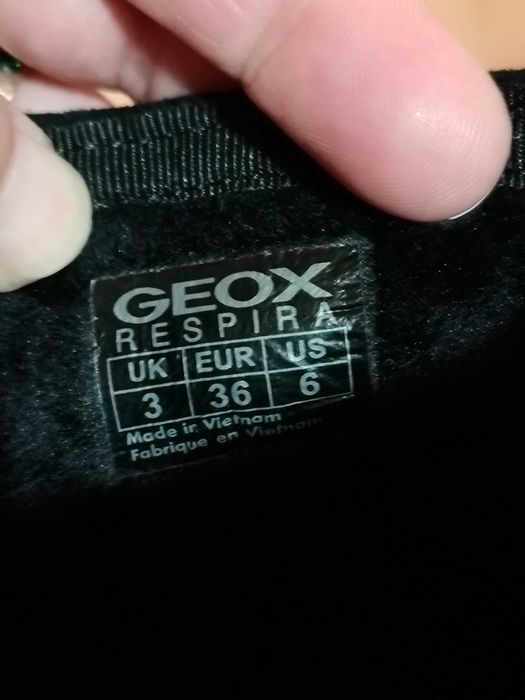 GEOX
RESPIRA
UK EUR US
3 36 6
Made in Vietnam
Fabrique en Vietnam